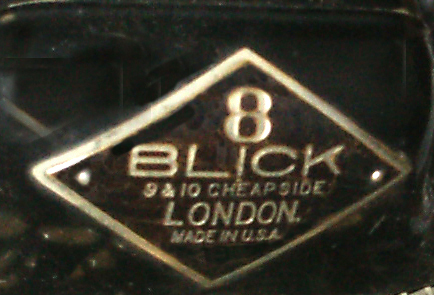 8
BLICK
9 & 10 CHEAPSIDE
LONDON.
MADE IN U.S.A.